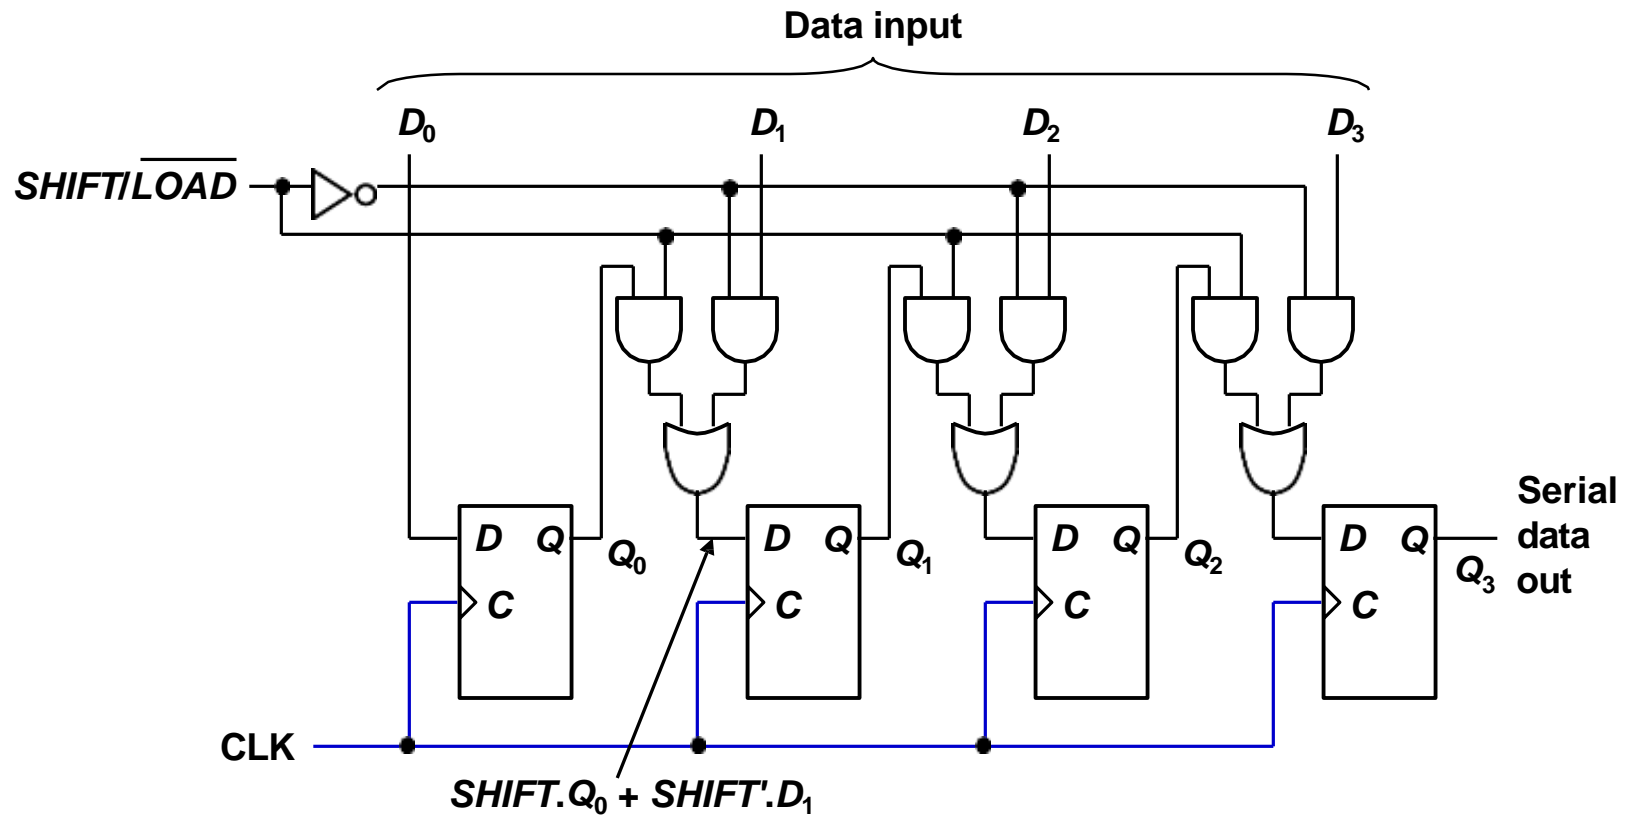 Data input
D₀ D₁ D₂ D₃
SHIFT/L̅O̅A̅D̅
D Q Q₀ D Q Q₁ D Q Q₂ D Q Q₃
Serial
data
out
C C C C
CLK
SHIFT.Q₀ + SHIFT'.D₁